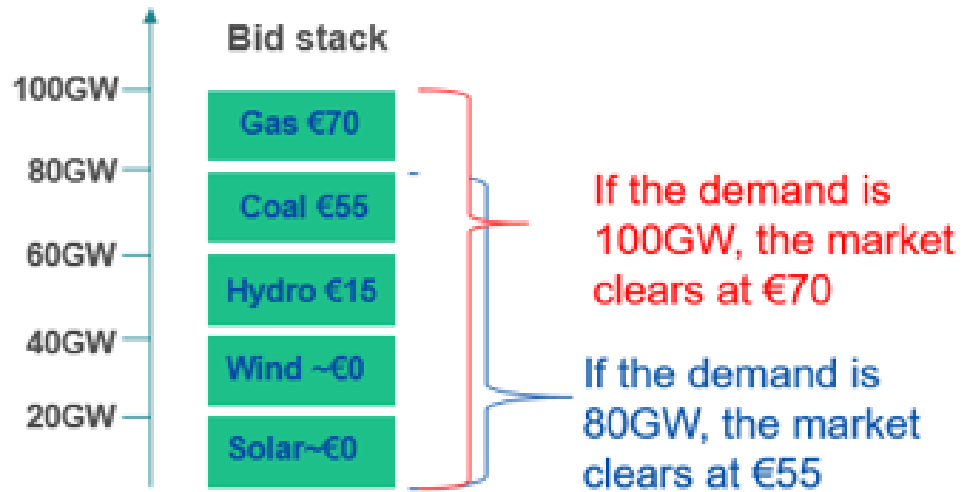 Bid stack
100GW
Gas €70
80GW
Coal €55
60GW
Hydro €15
40GW
Wind ~€0
20GW
Solar~€0
If the demand is
100GW, the market
clears at €70
If the demand is
80GW, the market
clears at €55